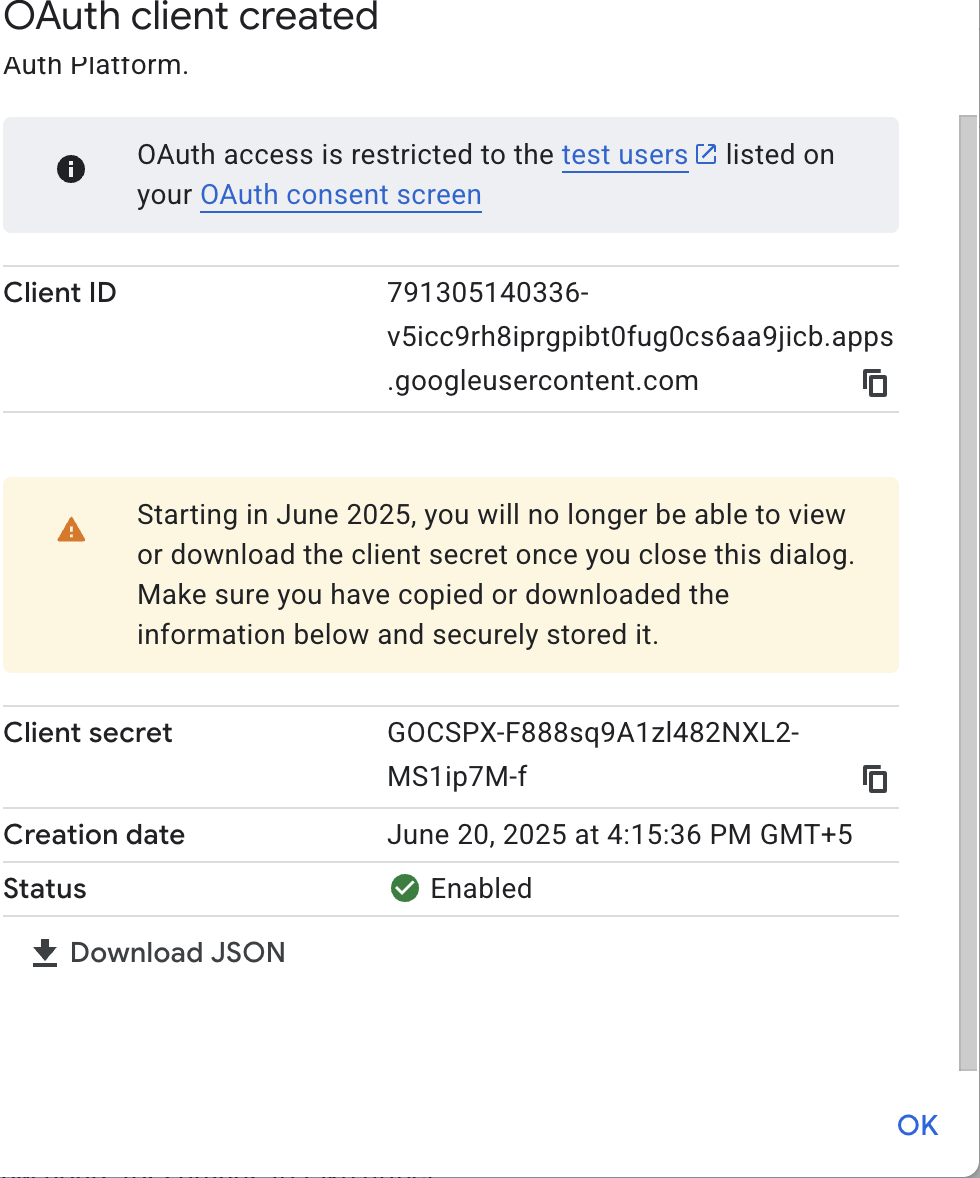 OAuth client created
Auth Platform.
OAuth access is restricted to the test users listed on
your OAuth consent screen
Client ID
791305140336-
v5icc9rh8iprgpibt0fug0cs6aa9jicb.apps
.googleusercontent.com
Starting in June 2025, you will no longer be able to view
or download the client secret once you close this dialog.
Make sure you have copied or downloaded the
information below and securely stored it.
Client secret
GOCSPX-F888sq9A1zl482NXL2-
MS1ip7M-f
Creation date
June 20, 2025 at 4:15:36 PM GMT+5
Status
Enabled
Download JSON
OK